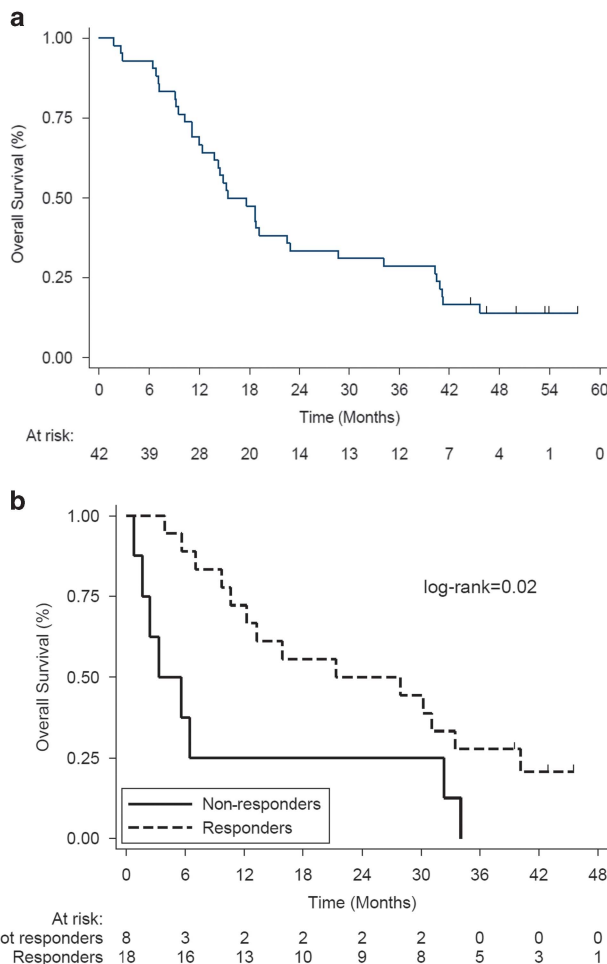 a
1.00
0.75
0.50
0.25
0.00
Overall Survival (%)
0 6 12 18 24 30 36 42 48 54 60
Time (Months)
At risk:
42 39 28 20 14 13 12 7 4 1 0
b
1.00
0.75
0.50
0.25
0.00
Overall Survival (%)
log-rank=0.02
Non-responders
Responders
0 6 12 18 24 30 36 42 48
Time (Months)
At risk:
ot responders 8 3 2 2 2 2 0 0 0
Responders 18 16 13 10 9 8 5 3 1